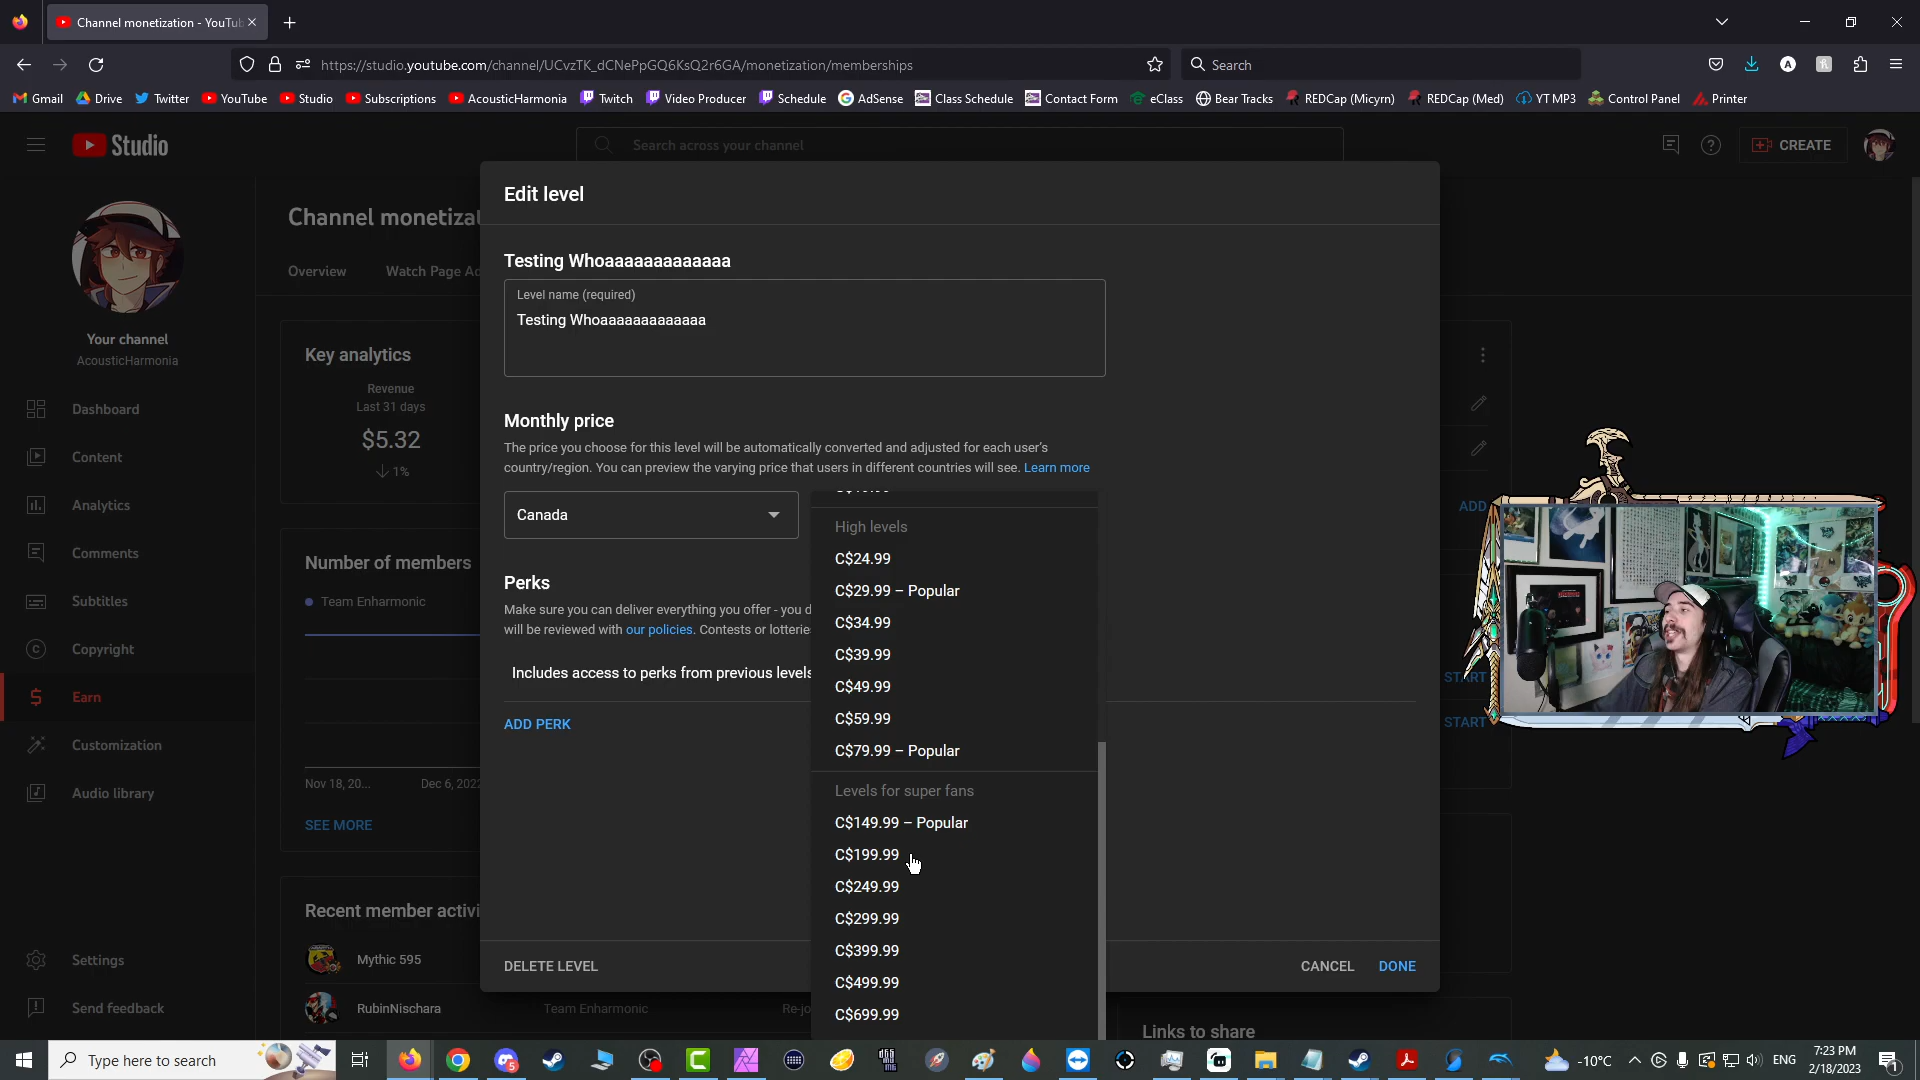 Channel monetization - YouTub
https://studio.youtube.com/channel/UCvzTK_dCNePpGQ6KsQ2r6GA/monetization/memberships
Search
Gmail
Drive
Twitter
YouTube
Studio
Subscriptions
AcousticHarmonia
Twitch
Video Producer
Schedule
AdSense
Class Schedule
Contact Form
eClass
Bear Tracks
REDCap (Micyrn)
REDCap (Med)
YT MP3
Control Panel
Printer
Studio
Search across your channel
CREATE
Your channel
AcousticHarmonia
Dashboard
Content
Analytics
Comments
Subtitles
Copyright
Earn
Customization
Audio library
Settings
Send feedback
Channel monetizat
Overview
Watch Page Ad
Key analytics
Revenue
Last 31 days
$5.32
1%
Number of members
Team Enharmonic
Nov 18, 20...
Dec 6, 2022
SEE MORE
Recent member activi
Mythic 595
RubinNischara
Team Enharmonic
Re-jo
Edit level
Testing Whoaaaaaaaaaaaaa
Level name (required)
Testing Whoaaaaaaaaaaaaa
Monthly price
The price you choose for this level will be automatically converted and adjusted for each user's
country/region. You can preview the varying price that users in different countries will see. Learn more
Canada
High levels
C$24.99
C$29.99 – Popular
C$34.99
C$39.99
C$49.99
C$59.99
C$79.99 – Popular
Levels for super fans
C$149.99 – Popular
C$199.99
C$249.99
C$299.99
C$399.99
C$499.99
C$699.99
Perks
Make sure you can deliver everything you offer - you d
will be reviewed with our policies. Contests or lotterie
Includes access to perks from previous levels
ADD PERK
DELETE LEVEL
CANCEL
DONE
ADD
START
START
Links to share
Type here to search
-10°C
ENG
7:23 PM
2/18/2023